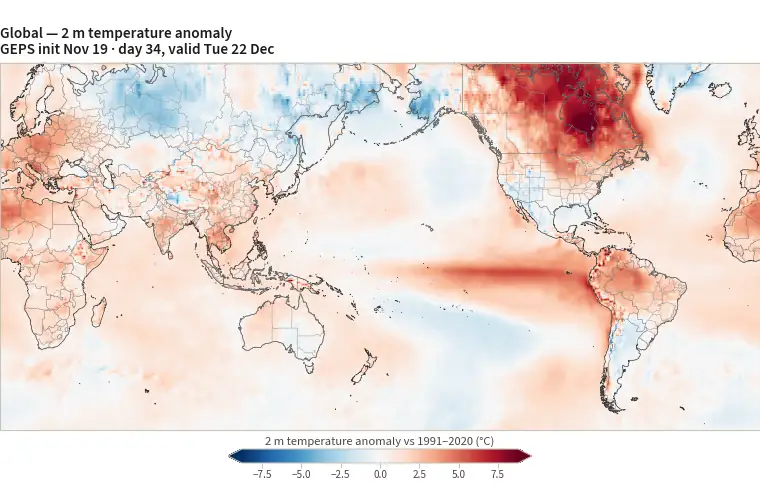 Global — 2 m temperature anomaly
GEPS init Nov 19 · day 34, valid Tue 22 Dec
2 m temperature anomaly vs 1991–2020 (°C)
−7.5 −5.0 −2.5 0.0 2.5 5.0 7.5